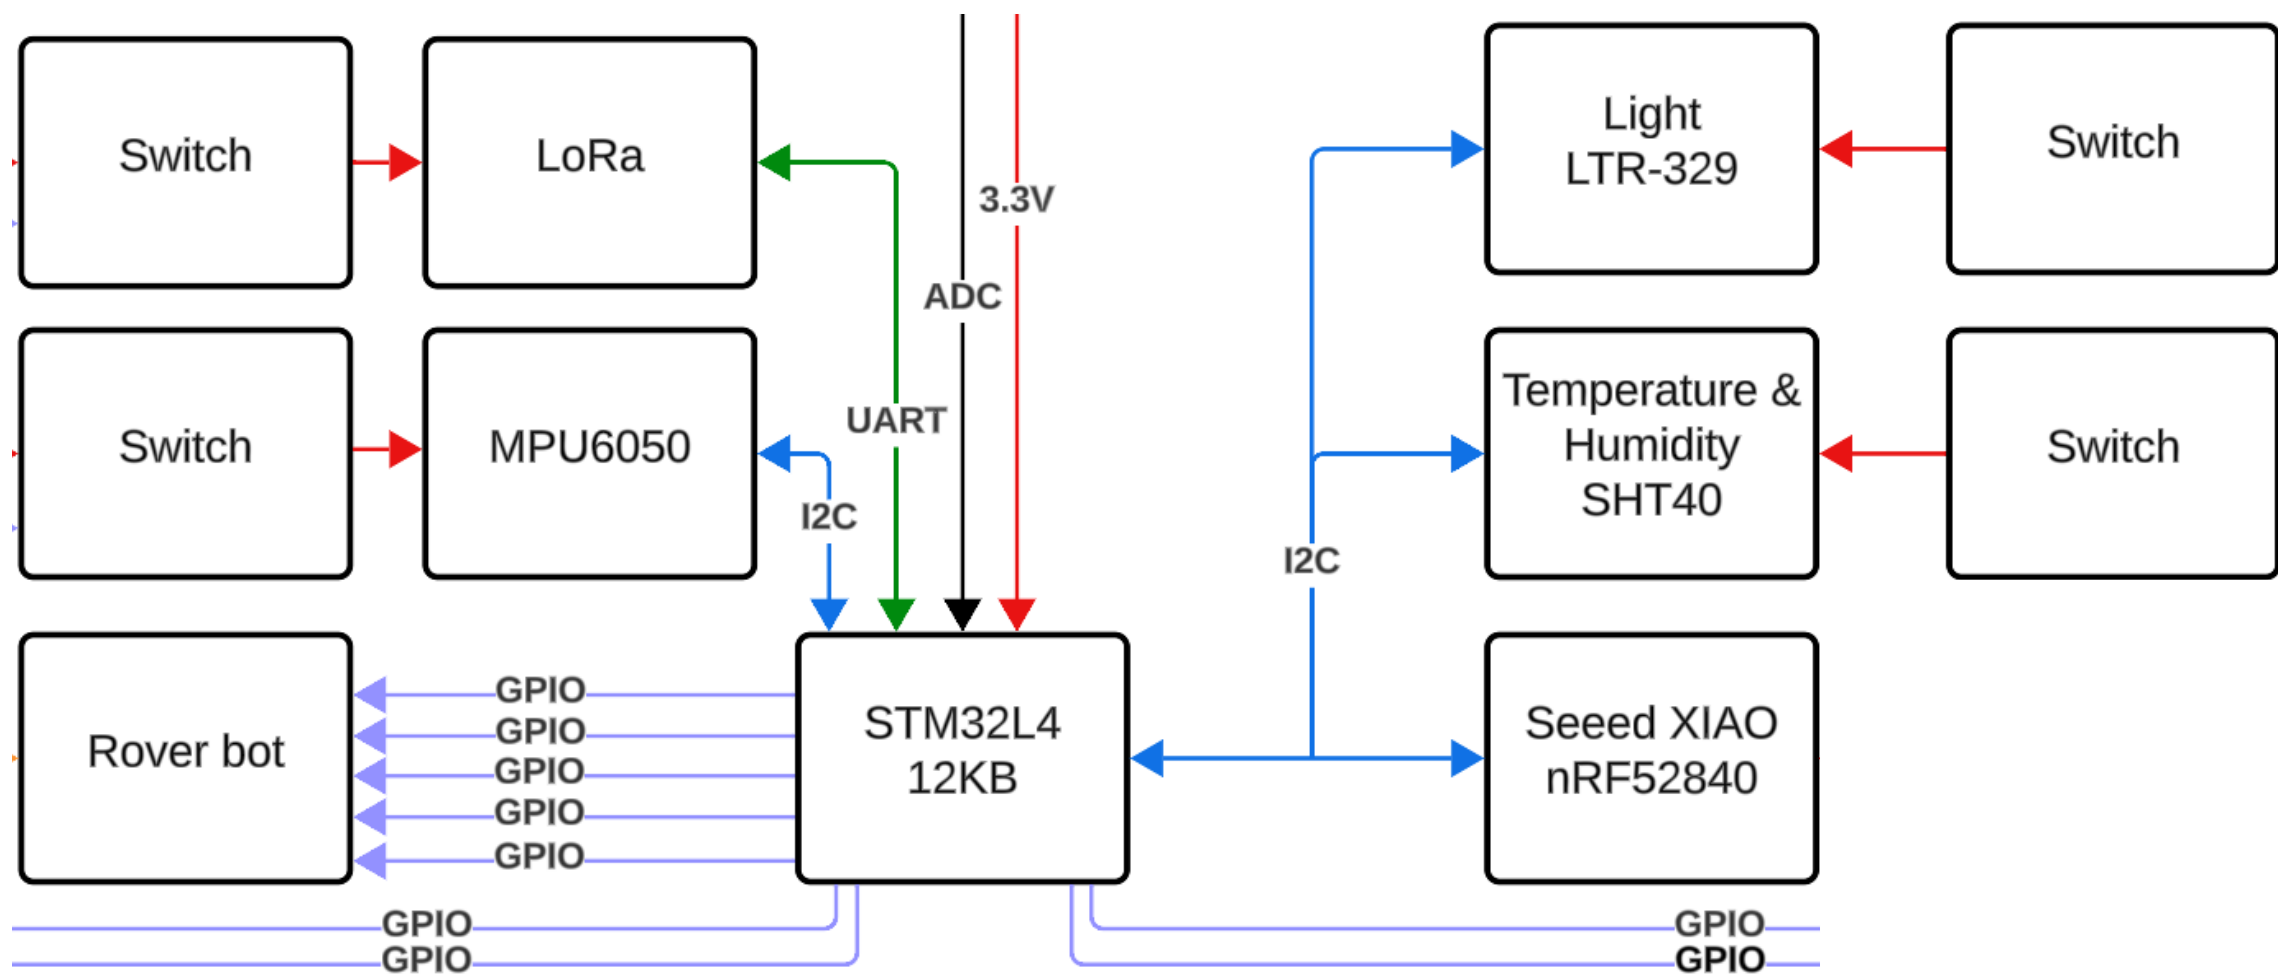 Switch
LoRa
3.3V
ADC
Light
LTR-329
Switch
Switch
MPU6050
UART
I2C
Temperature &
Humidity
SHT40
Switch
I2C
Rover bot
GPIO
GPIO
GPIO
GPIO
GPIO
STM32L4
12KB
Seeed XIAO
nRF52840
GPIO
GPIO
GPIO
GPIO